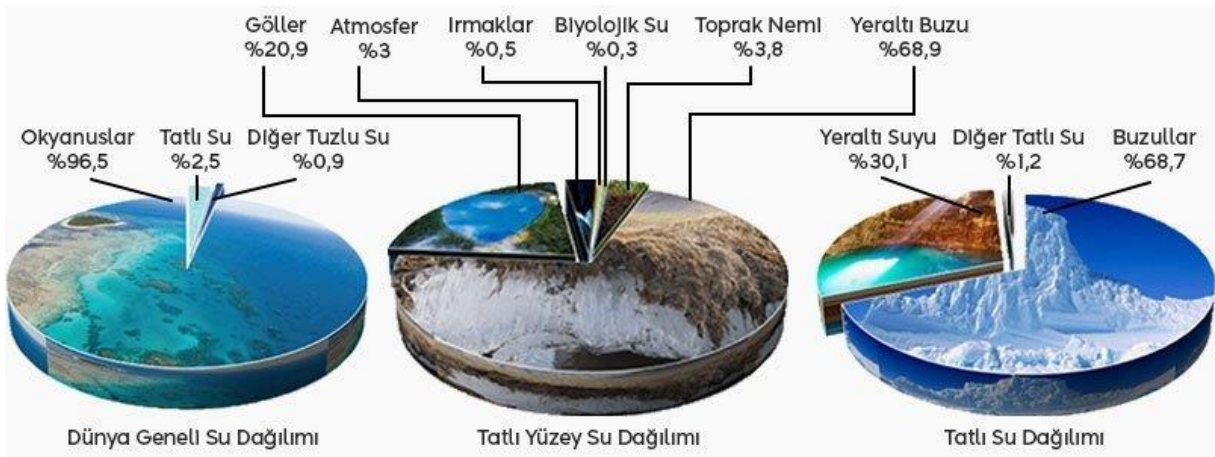 Göller
%20,9
Atmosfer
%3
Irmaklar
%0,5
Biyolojik Su
%0,3
Toprak Nemi
%3,8
Yeraltı Buzu
%68,9
Okyanuslar
%96,5
Tatlı Su
%2,5
Diğer Tuzlu Su
%0,9
Yeraltı Suyu
%30,1
Diğer Tatlı Su
%1,2
Buzullar
%68,7
Dünya Geneli Su Dağılımı
Tatlı Yüzey Su Dağılımı
Tatlı Su Dağılımı